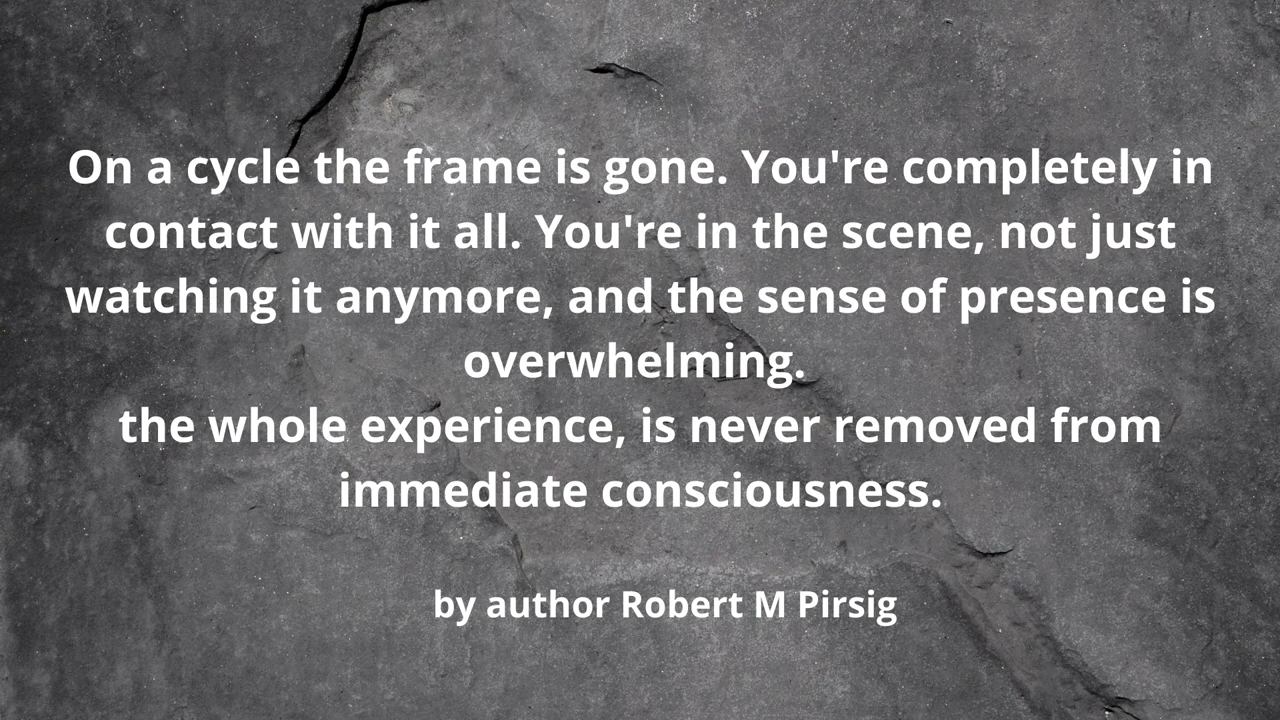 On a cycle the frame is gone. You're completely in
contact with it all. You're in the scene, not just
watching it anymore, and the sense of presence is
overwhelming.
the whole experience, is never removed from
immediate consciousness.
by author Robert M Pirsig